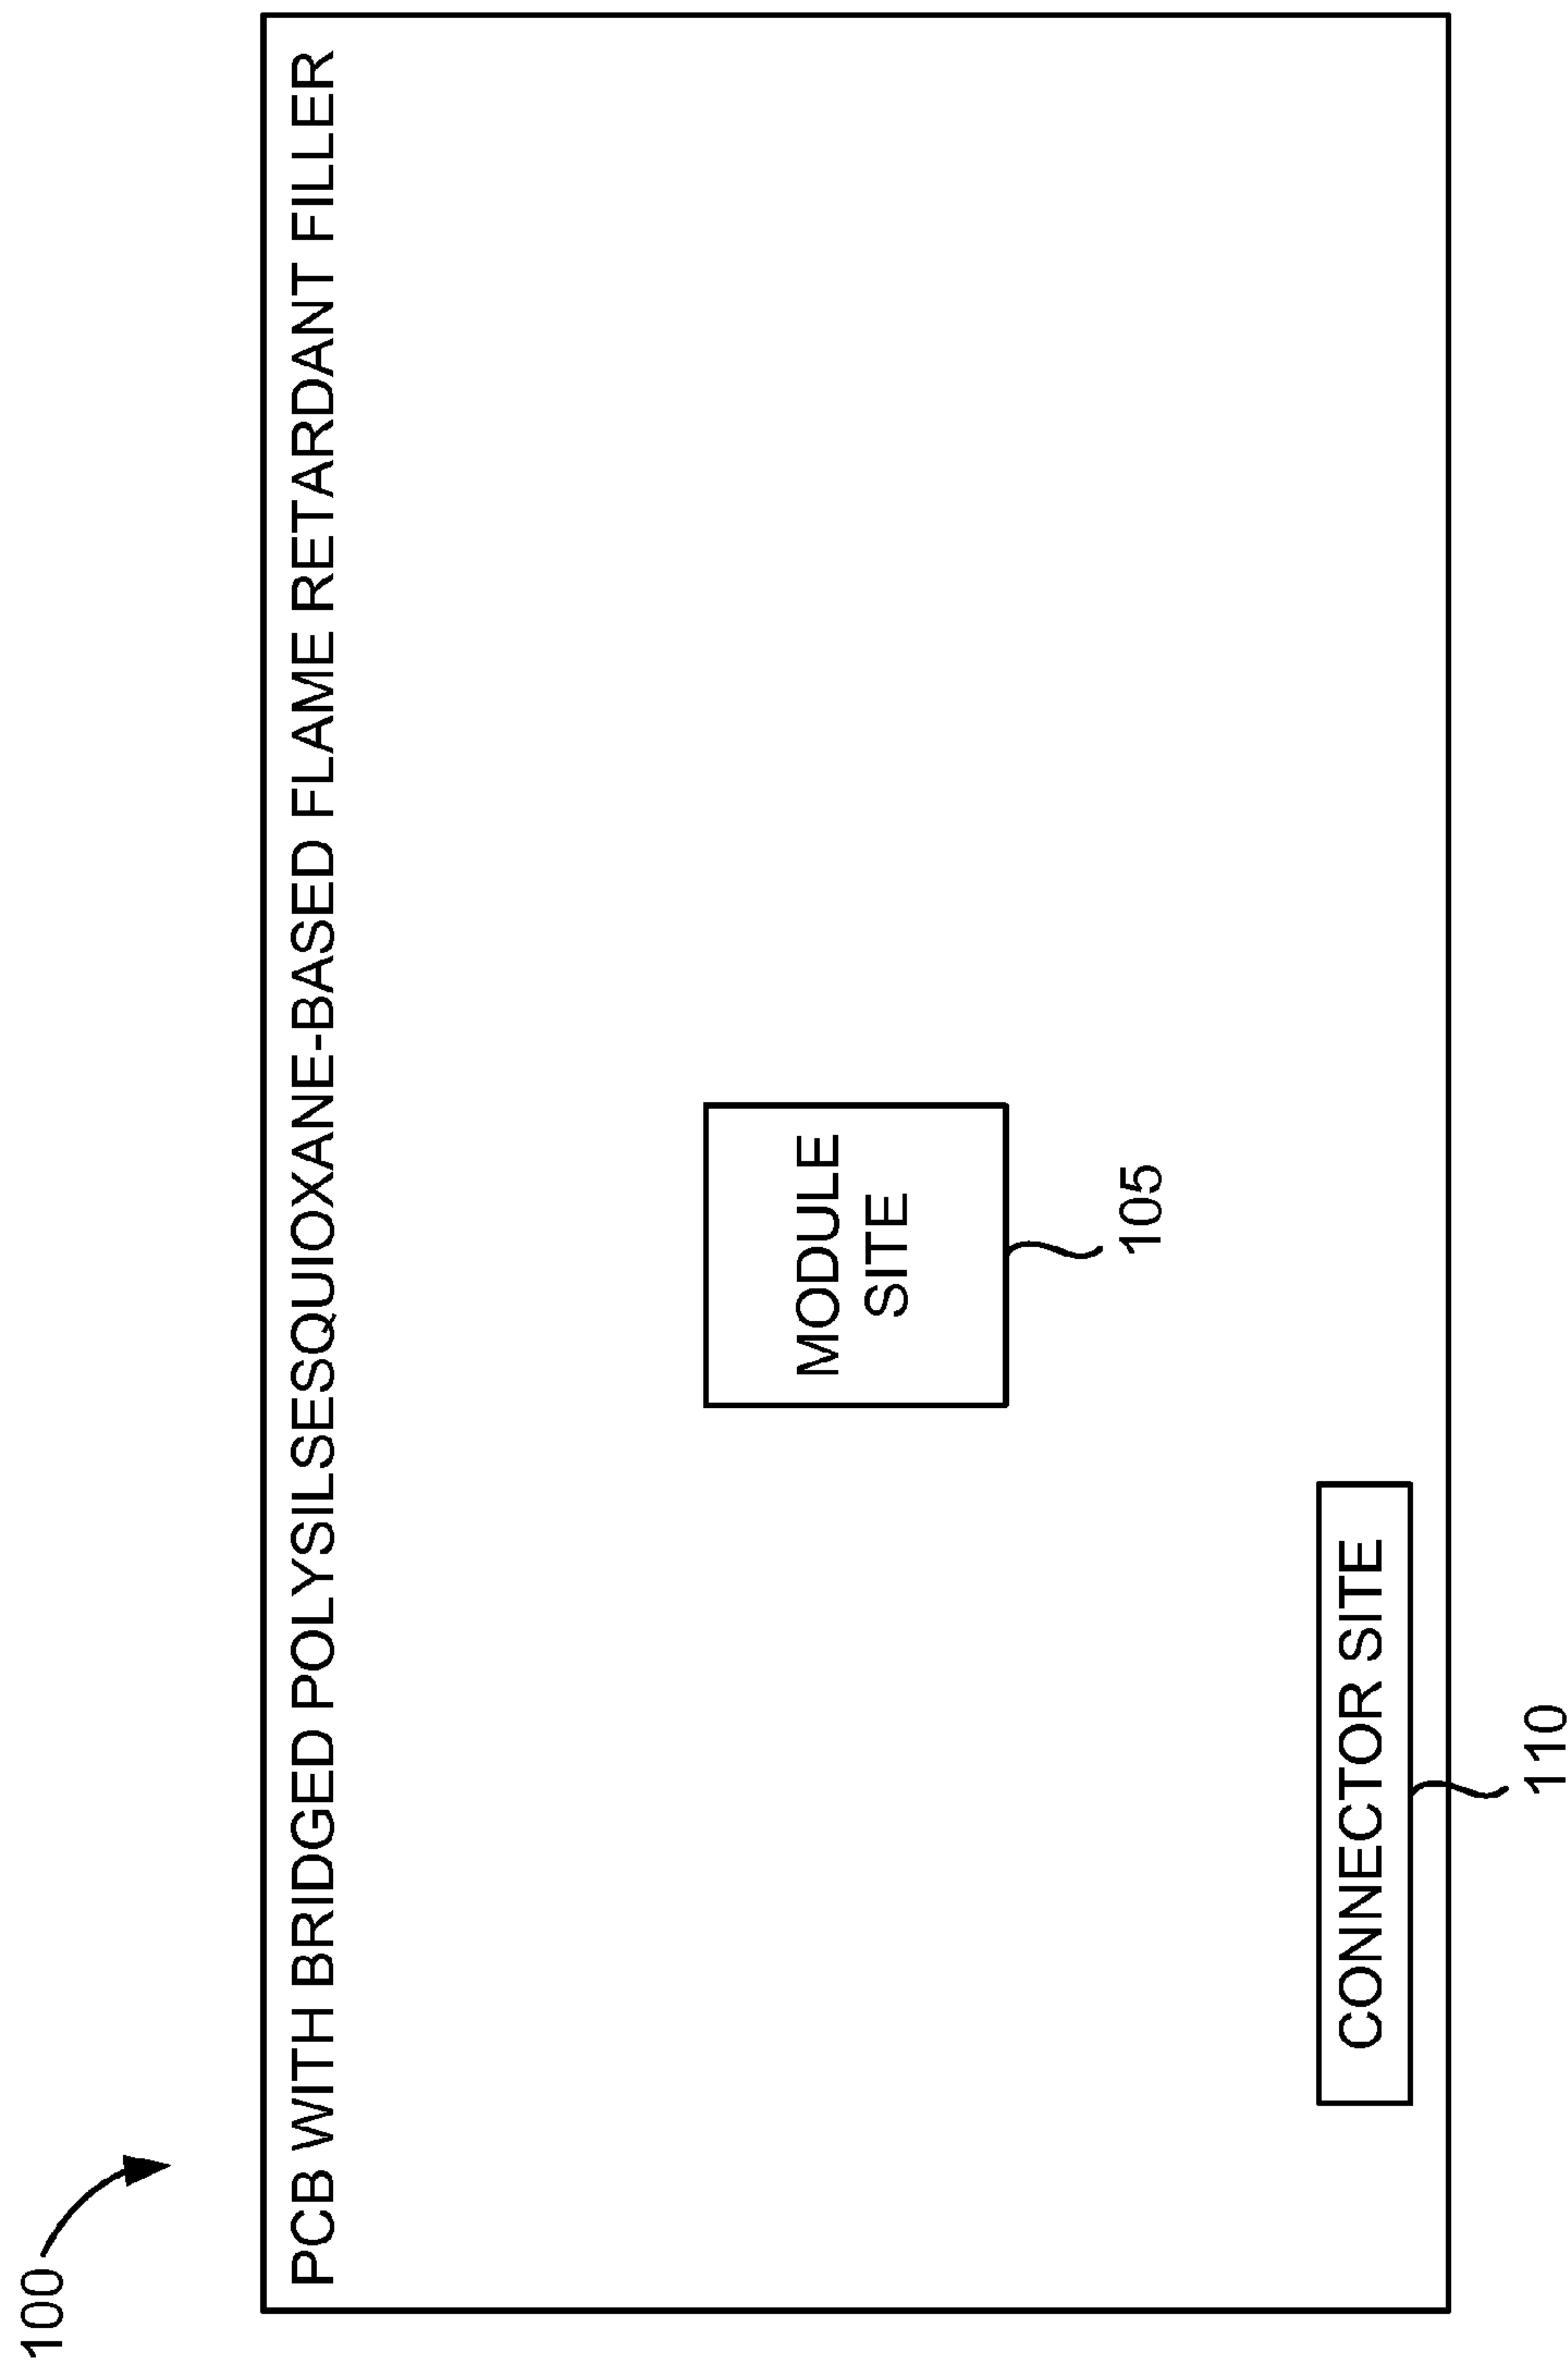 100
PCB WITH BRIDGED POLYSILSESQUIOXANE-BASED FLAME RETARDANT FILLER
MODULE
SITE
105
CONNECTOR SITE
110